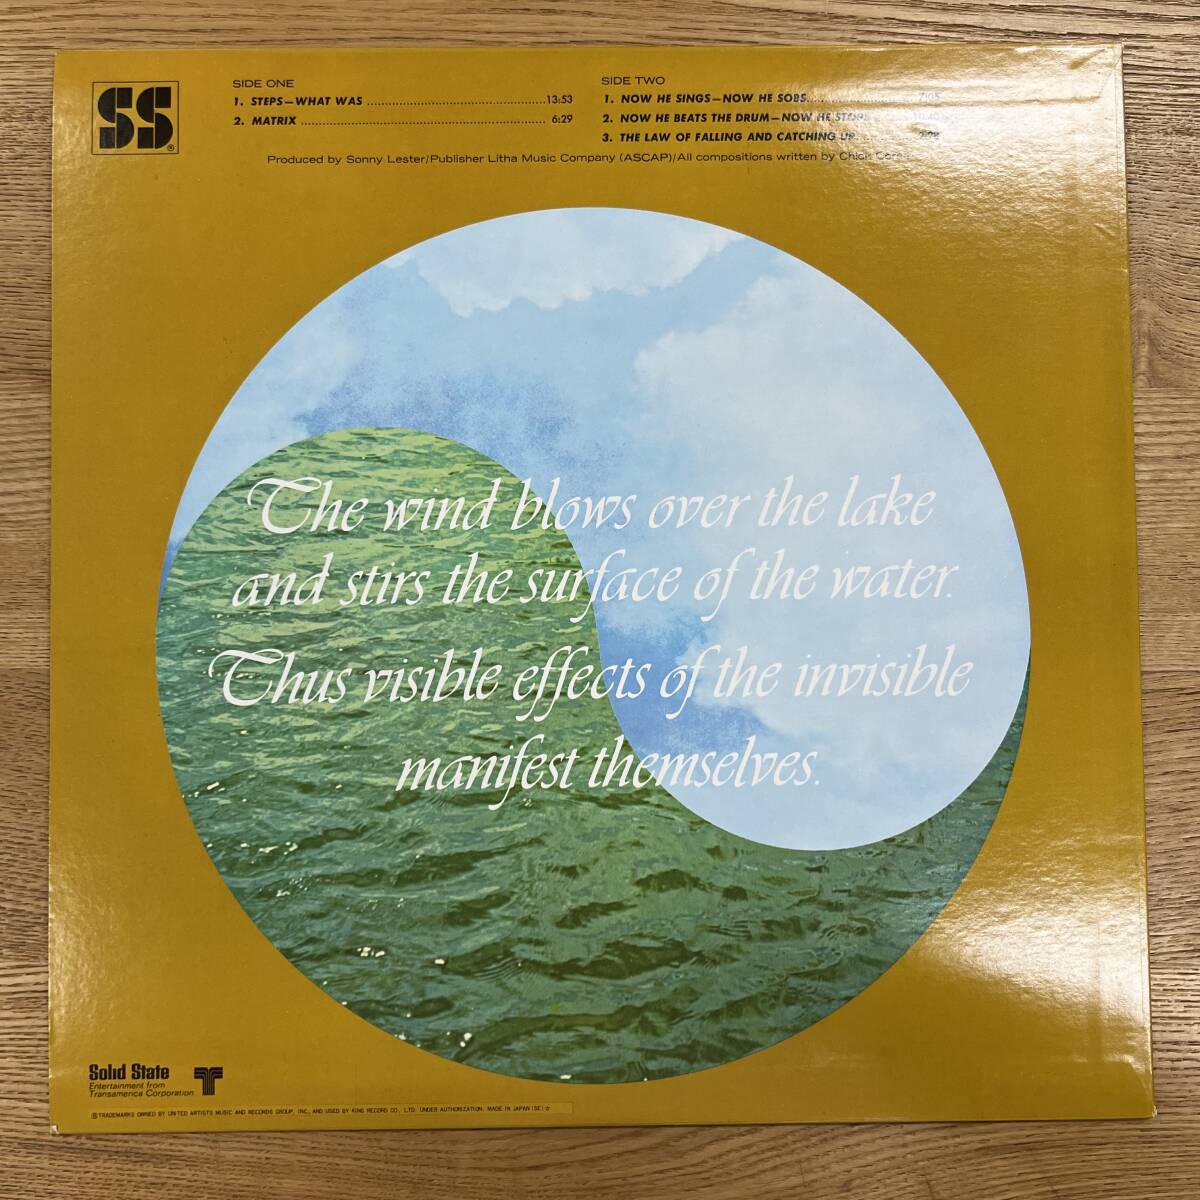 SS®
SIDE ONE
1. STEPS—WHAT WAS ........ 13:53
2. MATRIX ........ 6:29
SIDE TWO
1. NOW HE SINGS—NOW HE SOBS ........ 7:05
2. NOW HE BEATS THE DRUM—NOW HE STOPS ........ 10:40
3. THE LAW OF FALLING AND CATCHING UP ........
Produced by Sonny Lester/Publisher Litha Music Company (ASCAP)/All compositions written by Chick Corea
The wind blows over the lake
and stirs the surface of the water.
Thus visible effects of the invisible
manifest themselves.
Solid State
Entertainment from
Transamerica Corporation
®TRADEMARKS OWNED BY UNITED ARTISTS MUSIC AND RECORDS GROUP, INC., AND USED BY KING RECORD CO., LTD. UNDER AUTHORIZATION. MADE IN JAPAN (SE)☆